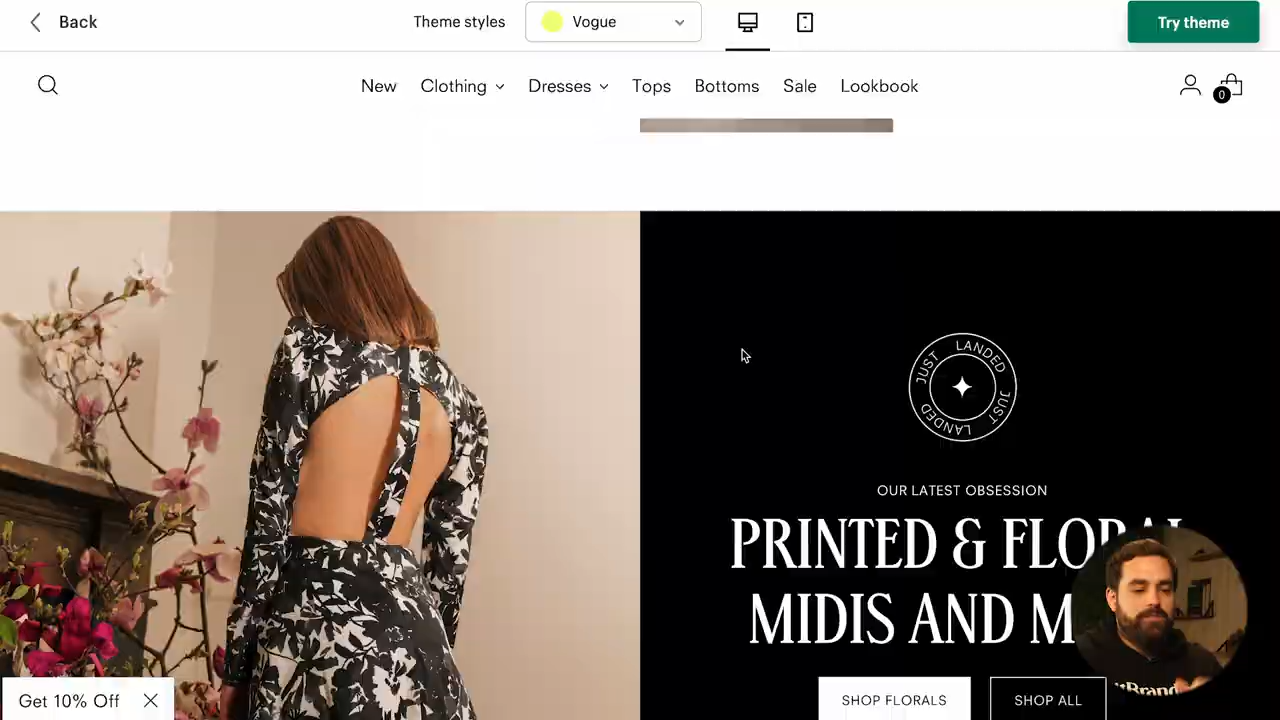 Back
Theme styles
Vogue
Try theme
New
Clothing
Dresses
Tops
Bottoms
Sale
Lookbook
0
JUST LANDED JUST LANDED
OUR LATEST OBSESSION
PRINTED &
MIDIS AND
Get 10% Off
SHOP FLORALS
SHOP ALL